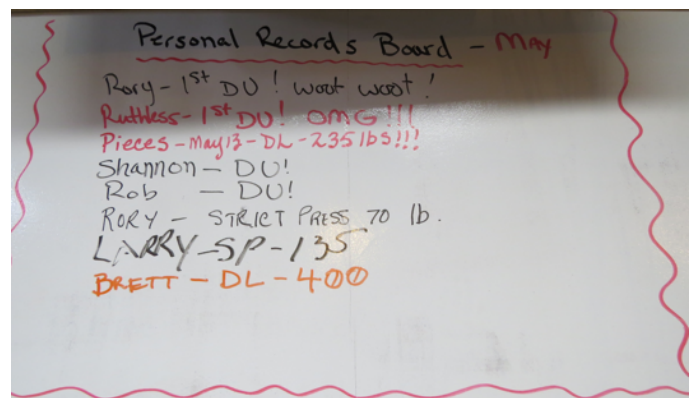 Personal Records Board - MAY
Rory - 1st DU! woot woot!
Ruthless - 1st DU! OMG!!!
Pieces - May 13 - DL - 235 lbs!!!
Shannon - DU!
Rob - DU!
RORY - STRICT PRESS 70 lb.
LARRY - SP - 135
BRETT - DL - 400